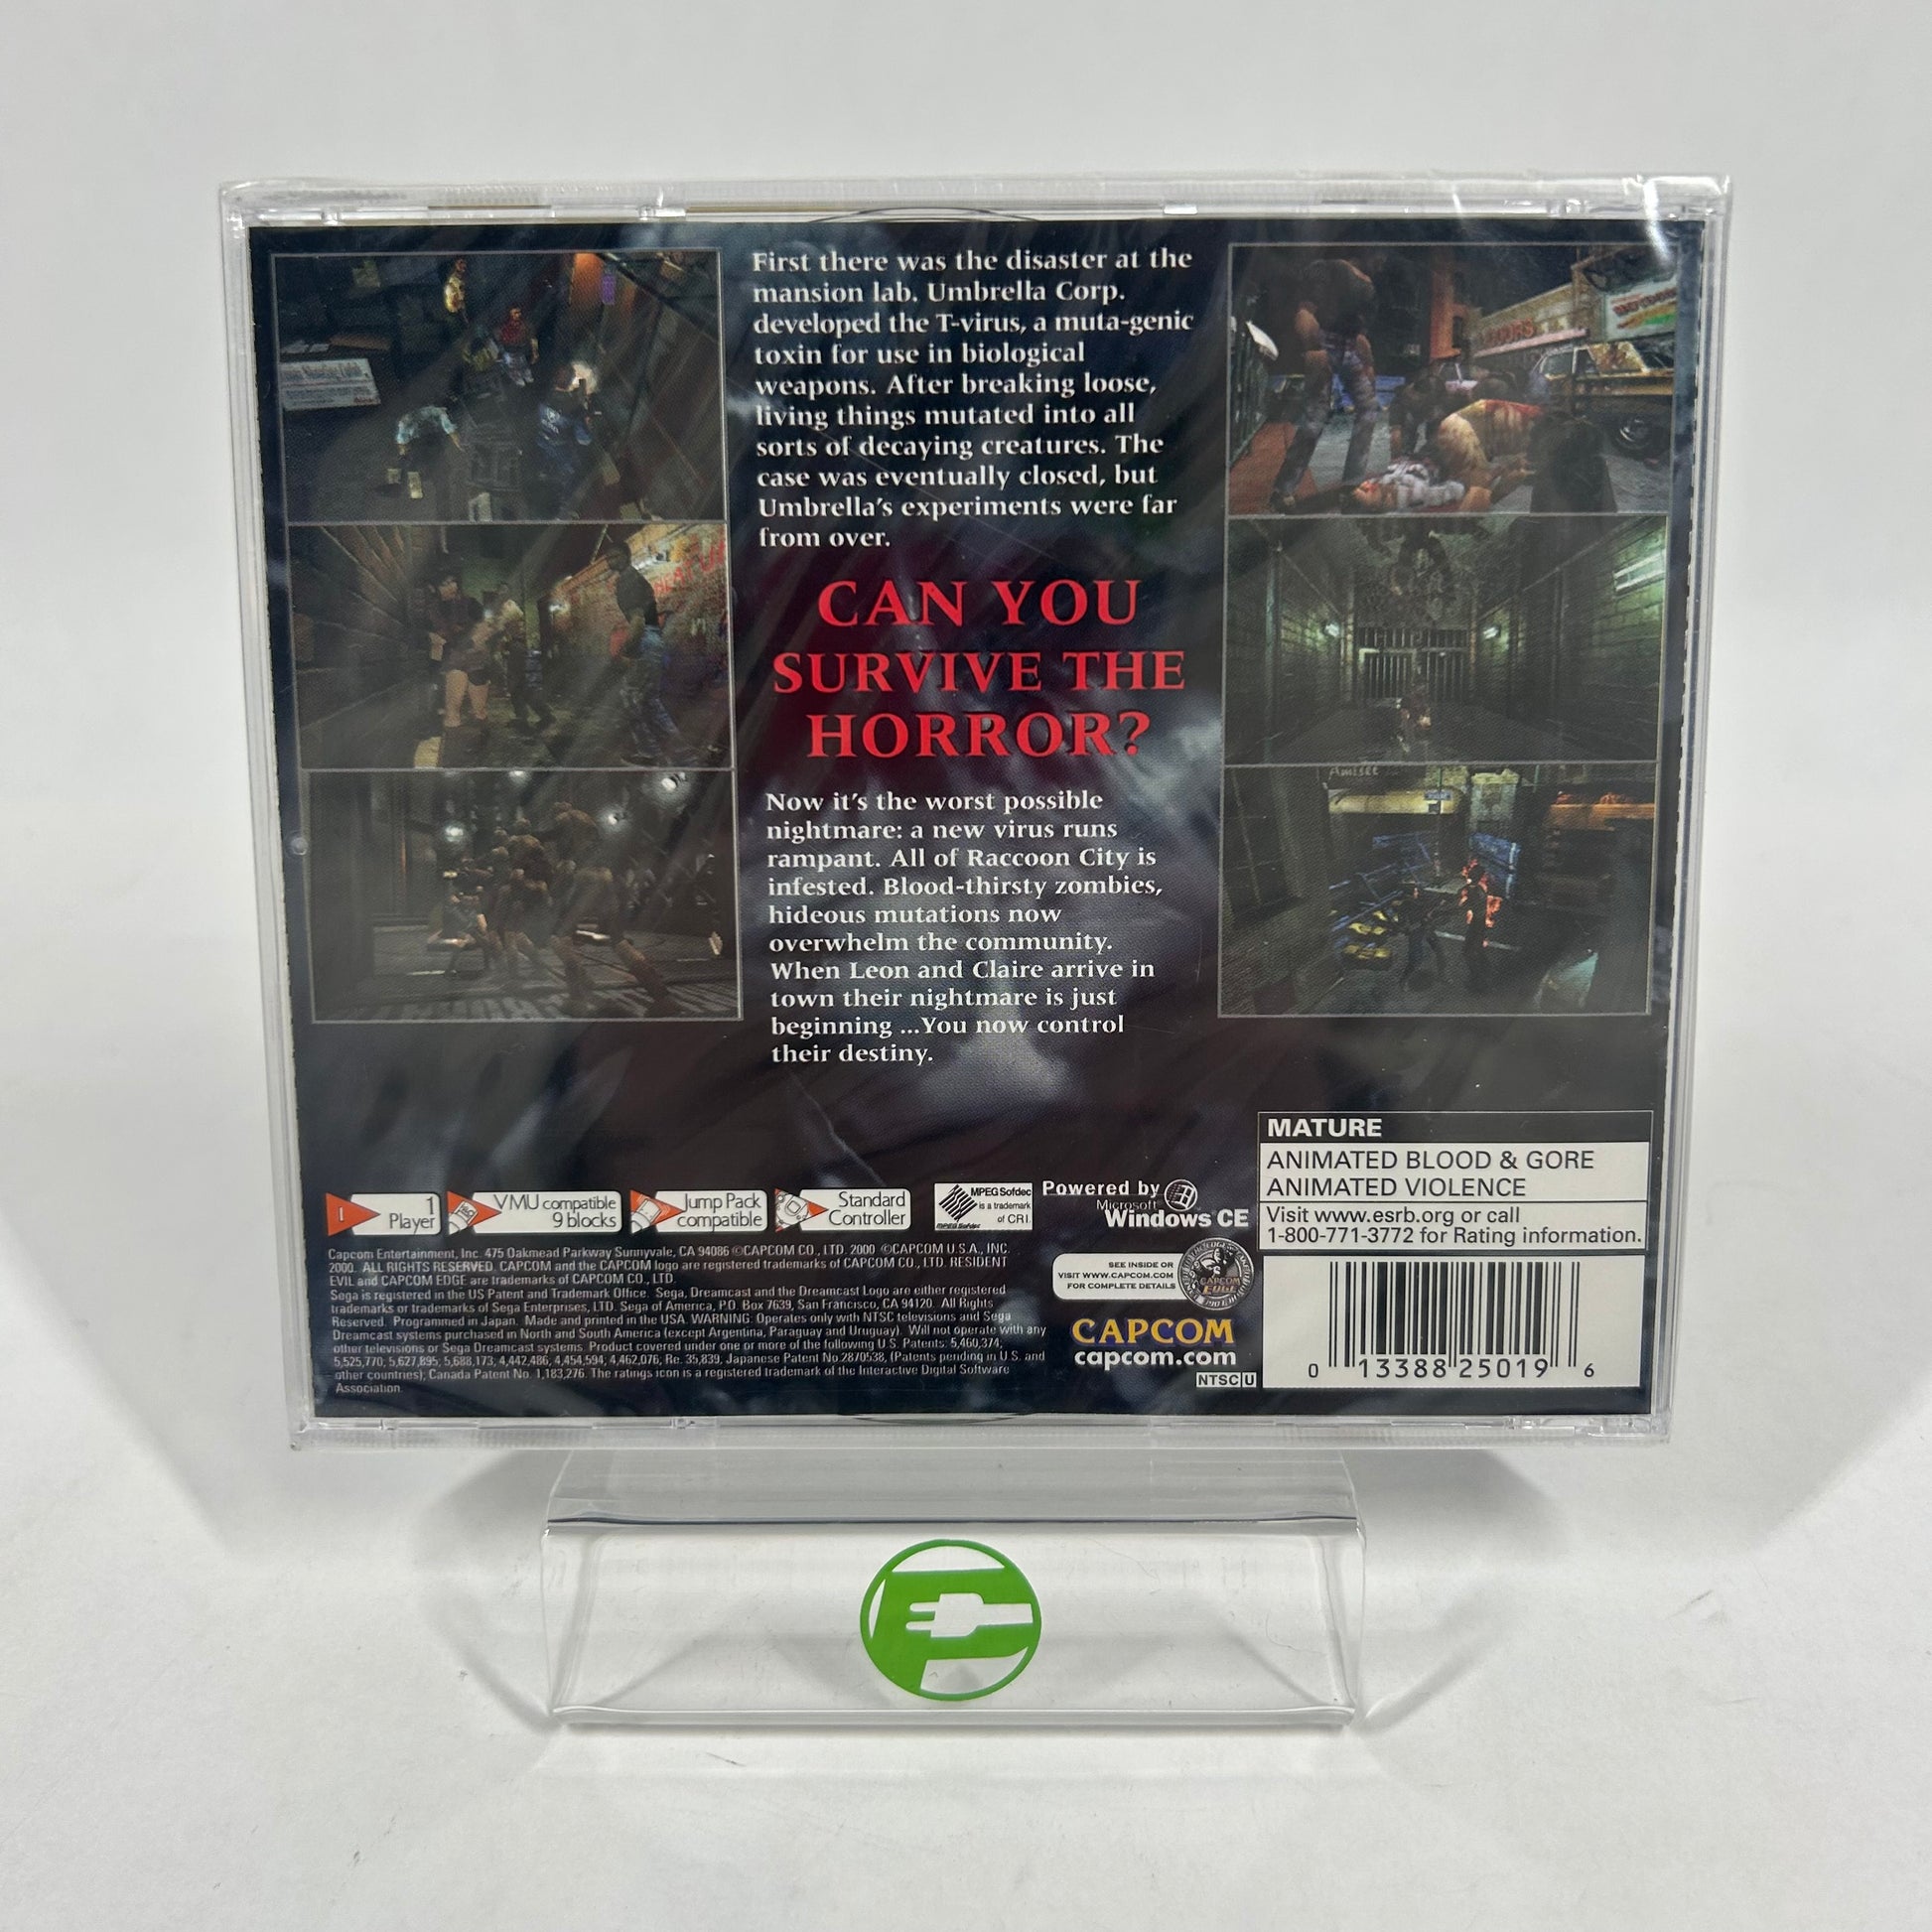 First there was the disaster at the
mansion lab. Umbrella Corp.
developed the T-virus, a muta-genic
toxin for use in biological
weapons. After breaking loose,
living things mutated into all
sorts of decaying creatures. The
case was eventually closed, but
Umbrella's experiments were far
from over.
CAN YOU
SURVIVE THE
HORROR?
Now it's the worst possible
nightmare: a new virus runs
rampant. All of Raccoon City is
infested. Blood-thirsty zombies,
hideous mutations now
overwhelm the community.
When Leon and Claire arrive in
town their nightmare is just
beginning ...You now control
their destiny.
1
1
Player
VMU compatible
9 blocks
Jump Pack
compatible
Standard
Controller
MPEG Sofdec
is a trademark
of CRI.
MPEG Sofdec
Powered by
Microsoft
Windows CE
MATURE
ANIMATED BLOOD & GORE
ANIMATED VIOLENCE
Visit www.esrb.org or call
1-800-771-3772 for Rating information.
Capcom Entertainment, Inc. 475 Oakmead Parkway Sunnyvale, CA 94086 ©CAPCOM CO., LTD. 2000 ©CAPCOM U.S.A., INC.
2000. ALL RIGHTS RESERVED. CAPCOM and the CAPCOM logo are registered trademarks of CAPCOM CO., LTD. RESIDENT
EVIL and CAPCOM EDGE are trademarks of CAPCOM CO., LTD.
Sega is registered in the US Patent and Trademark Office. Sega, Dreamcast and the Dreamcast Logo are either registered
trademarks or trademarks of Sega Enterprises, LTD. Sega of America, P.O. Box 7639, San Francisco, CA 94120. All Rights
Reserved. Programmed in Japan. Made and printed in the USA. WARNING: Operates only with NTSC televisions and Sega
Dreamcast systems purchased in North and South America (except Argentina, Paraguay and Uruguay). Will not operate with any
other televisions or Sega Dreamcast systems. Product covered under one or more of the following U.S. Patents: 5,460,374;
5,525,770; 5,627,895; 5,688,173; 4,442,486; 4,454,594; 4,462,076; Re. 35,839; Japanese Patent No.2870538, (Patents pending in U.S. and
other countries); Canada Patent No. 1,183,276. The ratings icon is a registered trademark of the Interactive Digital Software
Association.
SEE INSIDE OR
VISIT WWW.CAPCOM.COM
FOR COMPLETE DETAILS
CAPCOM
EDGE
CAPCOM
capcom.com
NTSC U
0 13388 25019 6